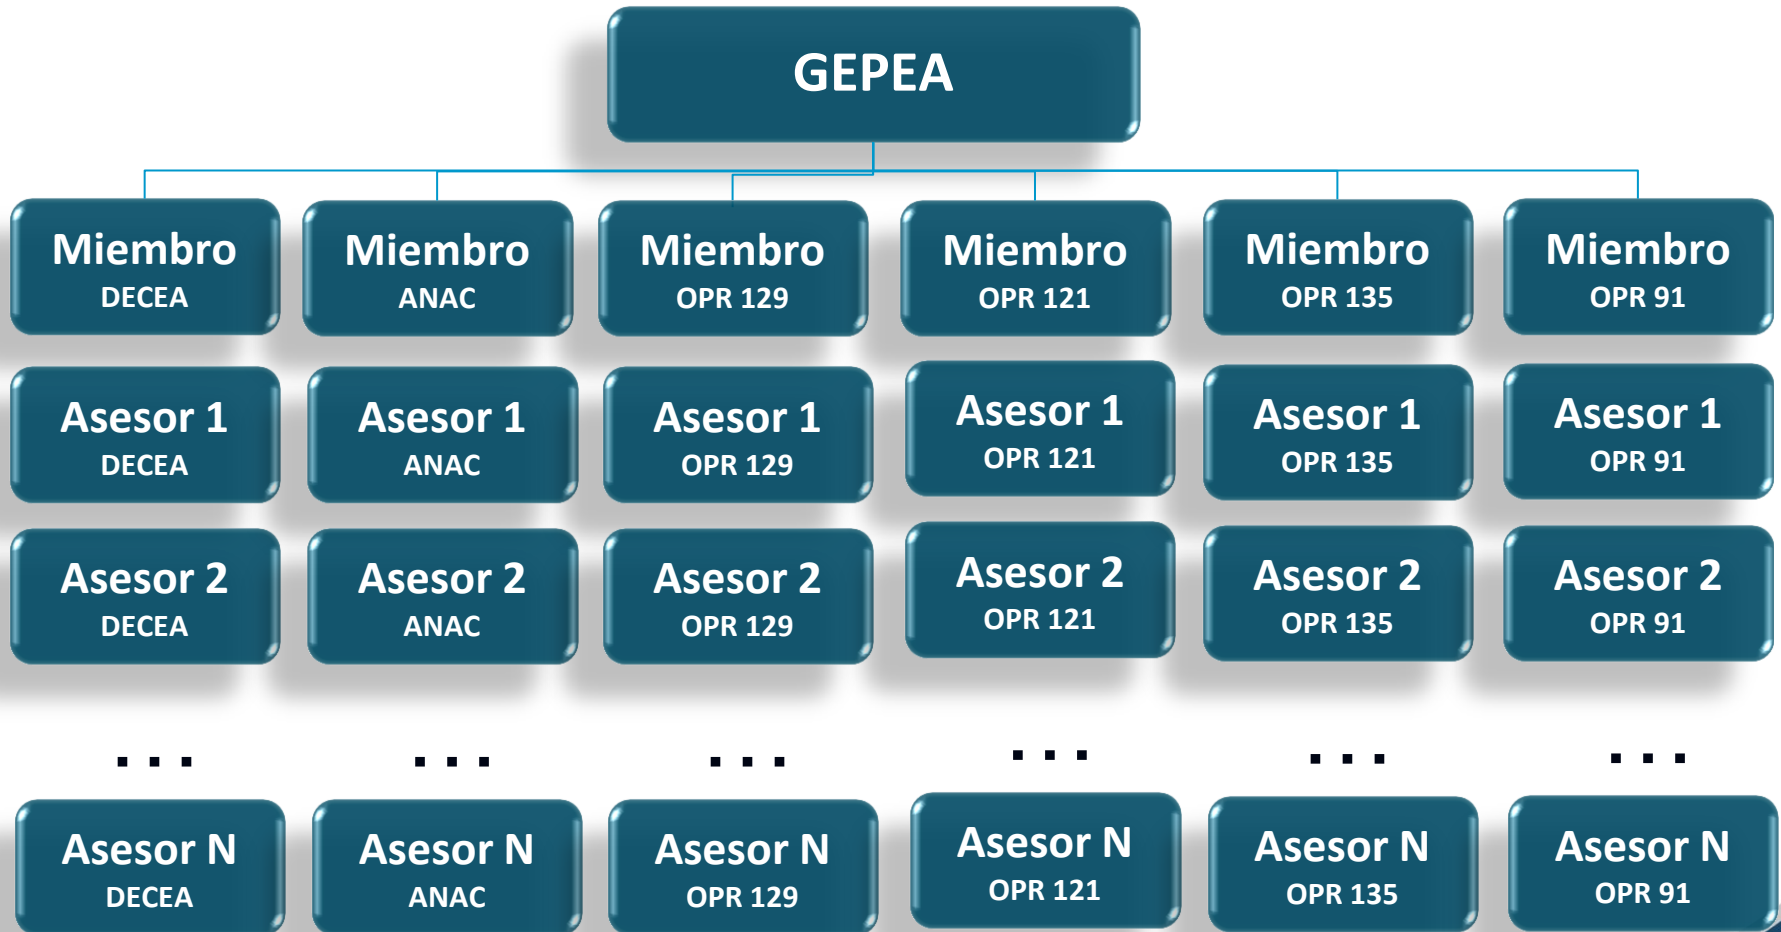 GEPEA
Miembro
DECEA
Miembro
ANAC
Miembro
OPR 129
Miembro
OPR 121
Miembro
OPR 135
Miembro
OPR 91
Asesor 1
DECEA
Asesor 1
ANAC
Asesor 1
OPR 129
Asesor 1
OPR 121
Asesor 1
OPR 135
Asesor 1
OPR 91
Asesor 2
DECEA
Asesor 2
ANAC
Asesor 2
OPR 129
Asesor 2
OPR 121
Asesor 2
OPR 135
Asesor 2
OPR 91
...
...
...
...
...
...
Asesor N
DECEA
Asesor N
ANAC
Asesor N
OPR 129
Asesor N
OPR 121
Asesor N
OPR 135
Asesor N
OPR 91